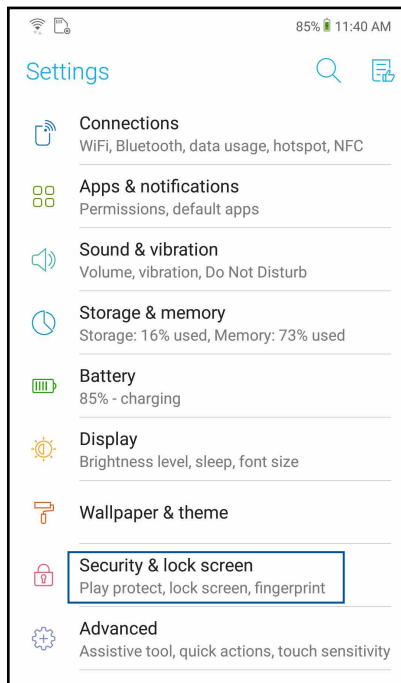 85% 11:40 AM
Settings
Connections
WiFi, Bluetooth, data usage, hotspot, NFC
Apps & notifications
Permissions, default apps
Sound & vibration
Volume, vibration, Do Not Disturb
Storage & memory
Storage: 16% used, Memory: 73% used
Battery
85% - charging
Display
Brightness level, sleep, font size
Wallpaper & theme
Security & lock screen
Play protect, lock screen, fingerprint
Advanced
Assistive tool, quick actions, touch sensitivity